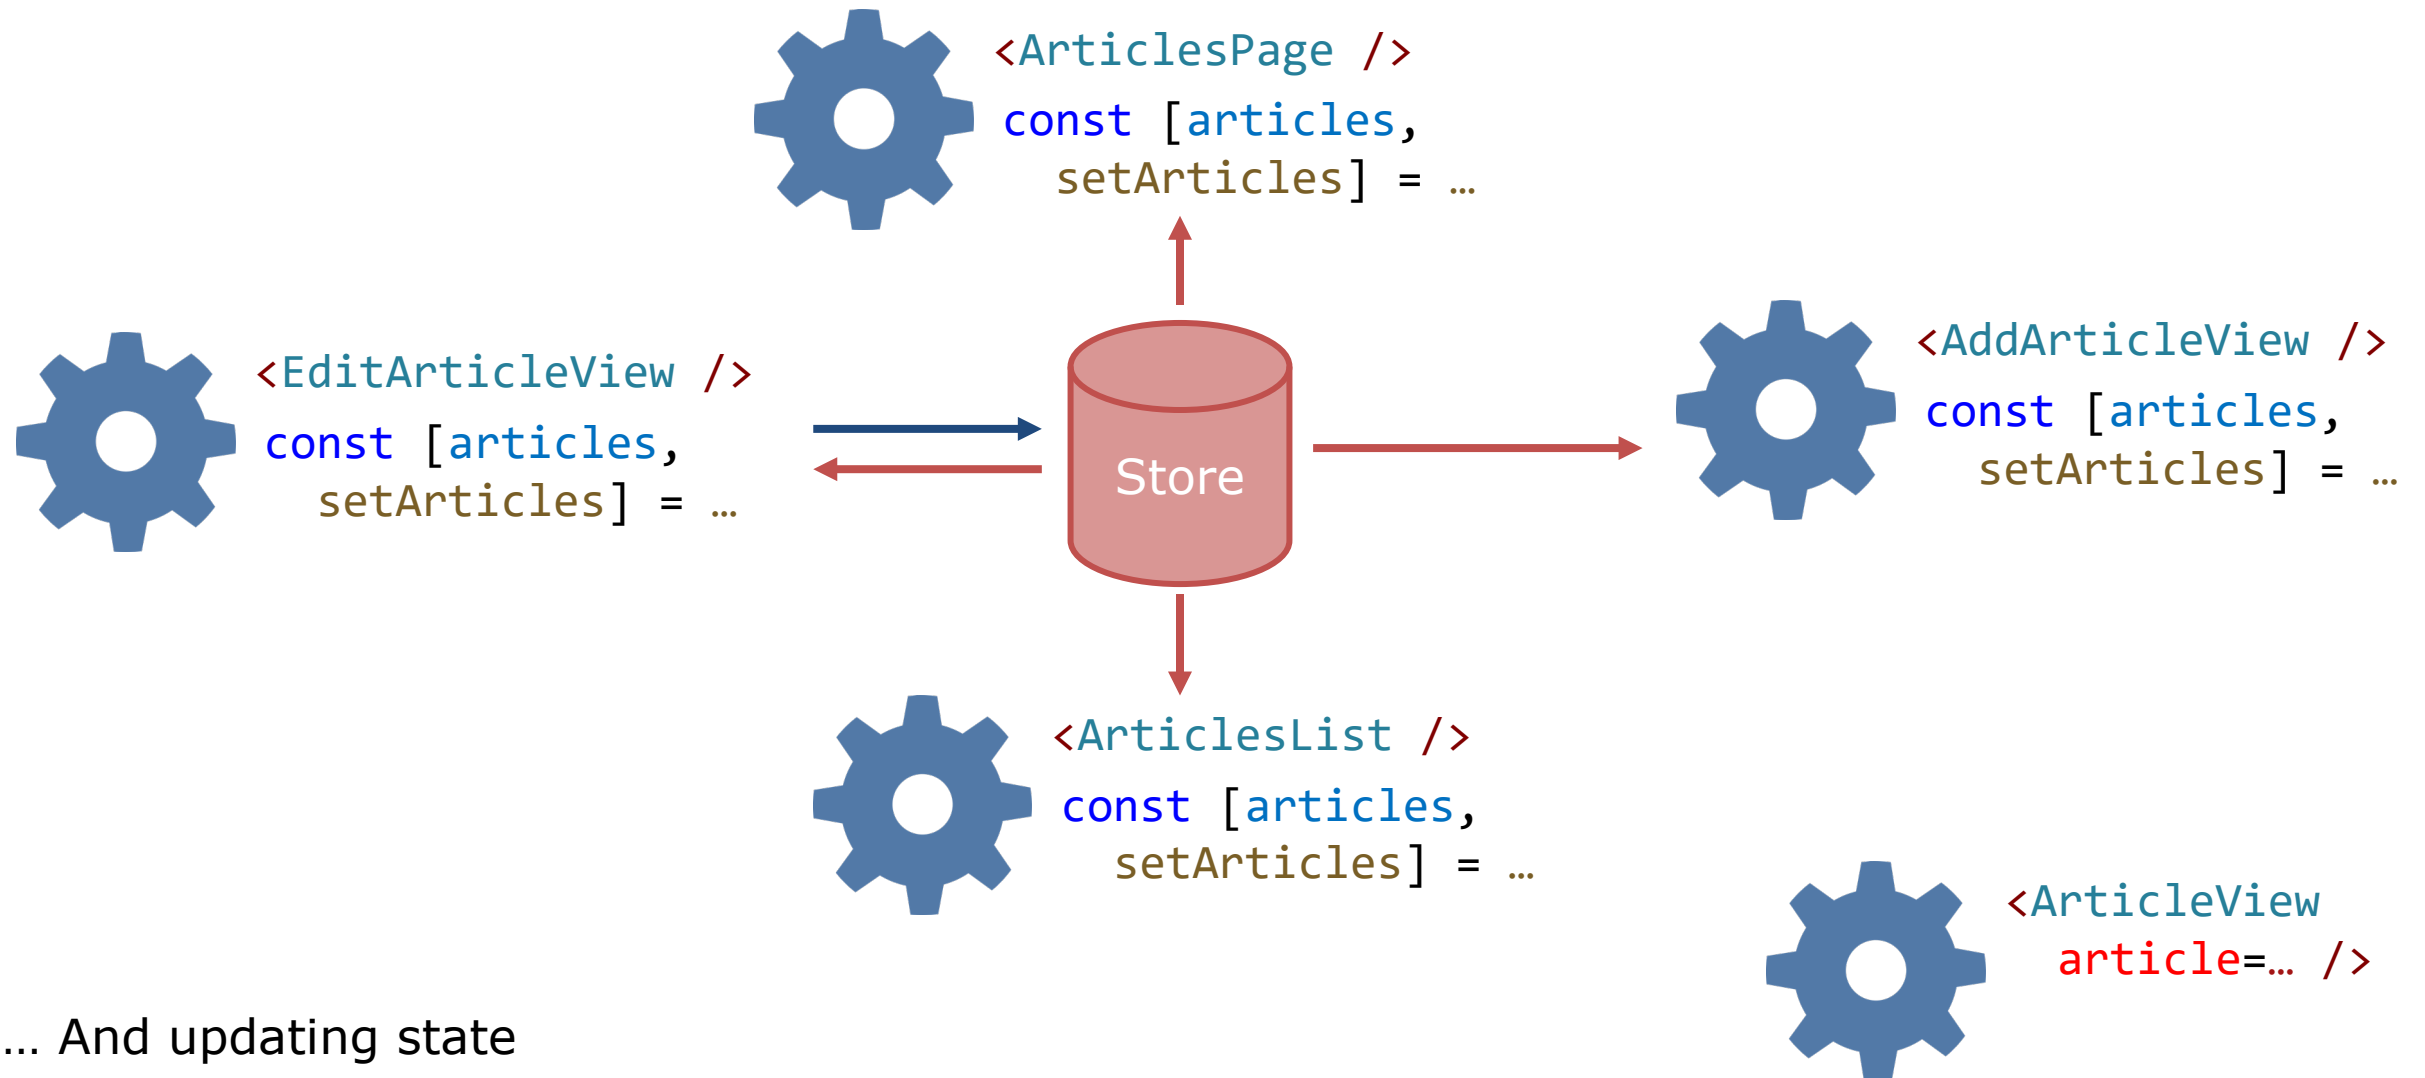 <ArticlesPage />
const [articles,
setArticles] = …
<EditArticleView />
const [articles,
setArticles] = …
Store
<AddArticleView />
const [articles,
setArticles] = …
<ArticlesList />
const [articles,
setArticles] = …
<ArticleView
article=… />
… And updating state